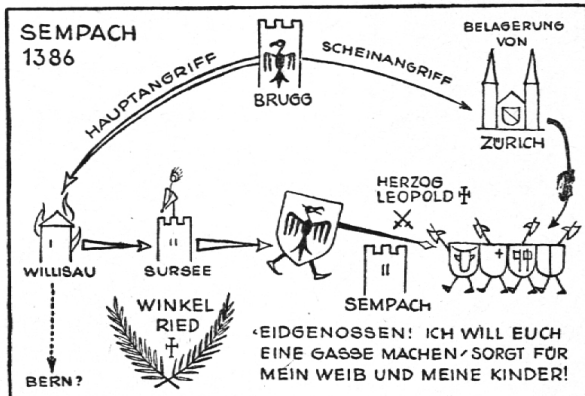 SEMPACH
1386
HAUPTANGRIFF
BRUGG
SCHEINANGRIFF
BELAGERUNG
VON
ZÜRICH
HERZOG
LEOPOLD
WILLISAU
SURSEE
SEMPACH
WINKEL
RIED
BERN?
‹EIDGENOSSEN! ICH WILL EUCH
EINE GASSE MACHEN, SORGT FÜR
MEIN WEIB UND MEINE KINDER!